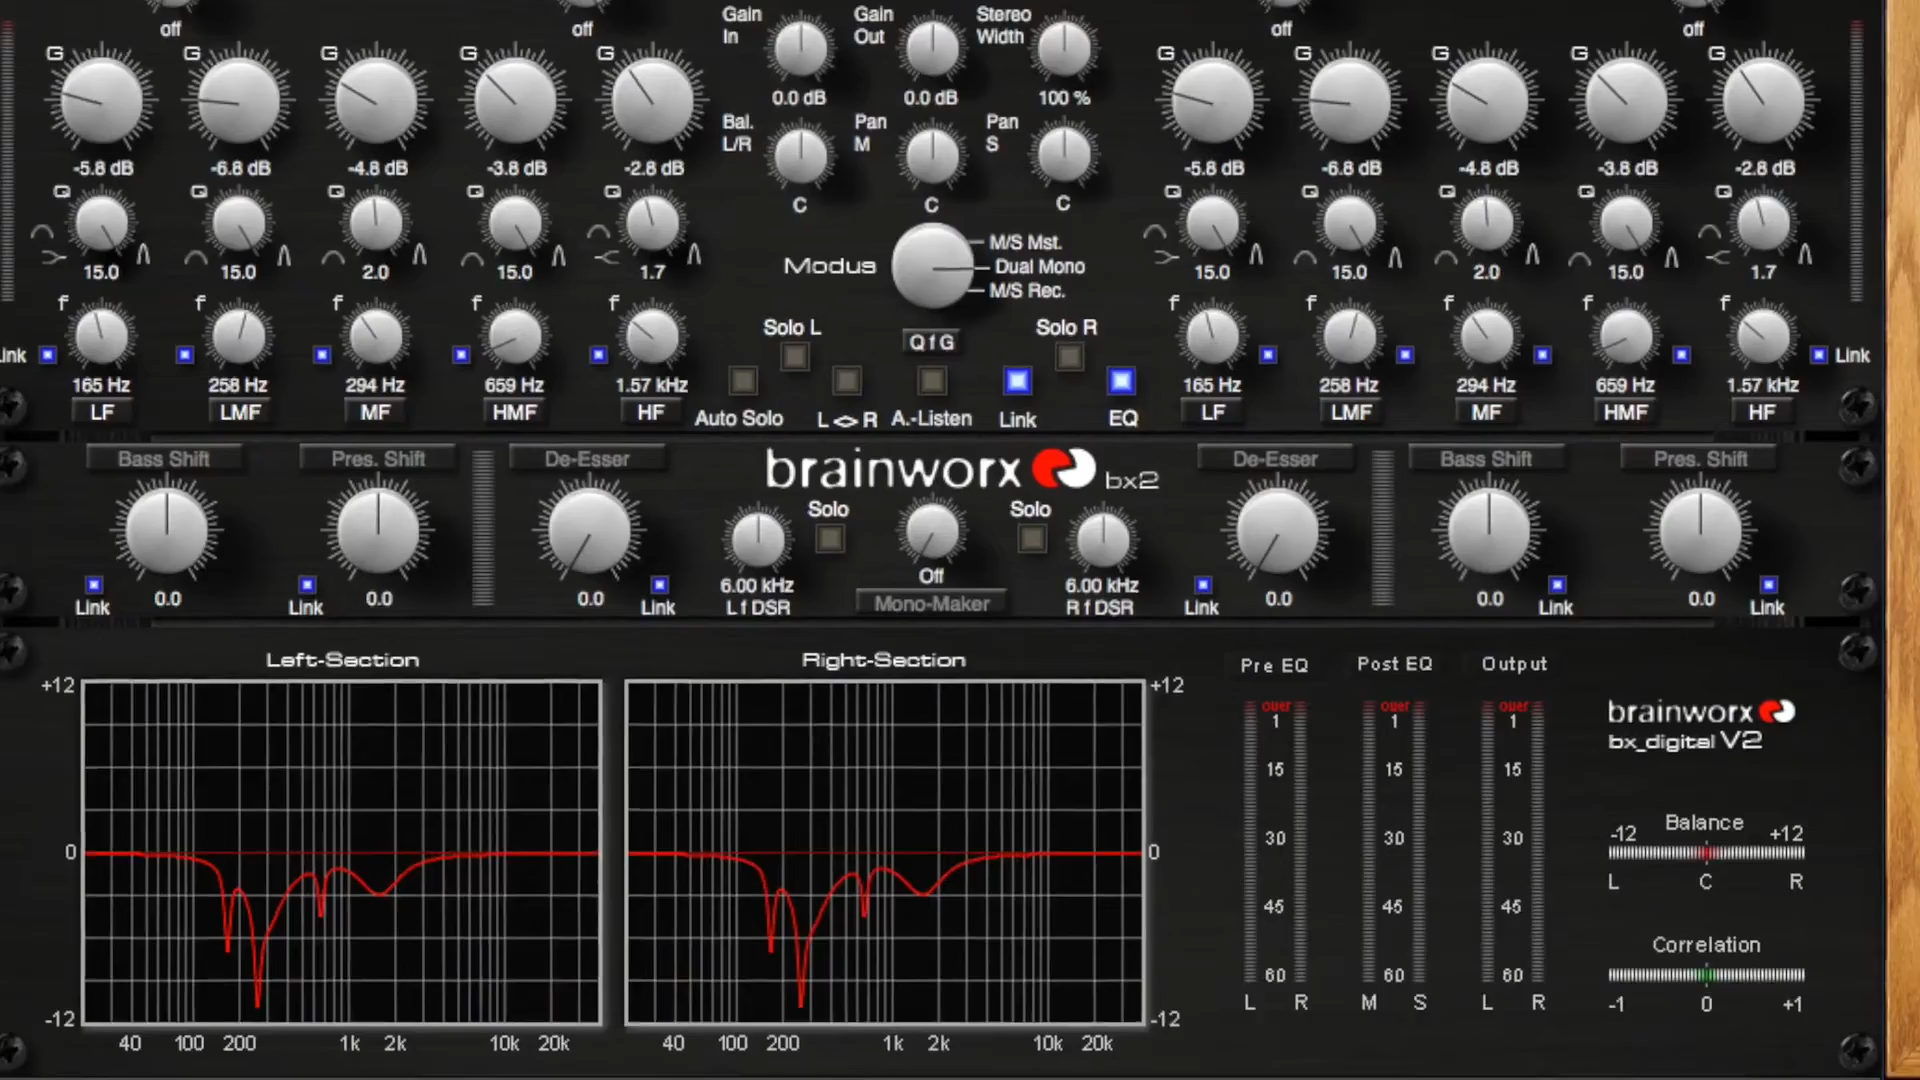 off off Gain In Gain Out Stereo Width off off
G G G G G 0.0 dB 0.0 dB 100 % G G G G G
-5.8 dB -6.8 dB -4.8 dB -3.8 dB -2.8 dB Bal. L/R Pan M Pan S -5.8 dB -6.8 dB -4.8 dB -3.8 dB -2.8 dB
Q Q Q Q Q C C C Q Q Q Q Q
15.0 15.0 2.0 15.0 1.7 15.0 15.0 2.0 15.0 1.7
M/S Mst.
Modus Dual Mono
M/S Rec.
f f f f f Solo L QfG Solo R f f f f f
Link Link
165 Hz 258 Hz 294 Hz 659 Hz 1.57 kHz 165 Hz 258 Hz 294 Hz 659 Hz 1.57 kHz
LF LMF MF HMF HF Auto Solo L <> R A.-Listen Link EQ LF LMF MF HMF HF
Bass Shift Pres. Shift De-Esser brainworx bx2 De-Esser Bass Shift Pres. Shift
Solo Solo
Off
0.0 0.0 0.0 6.00 kHz 6.00 kHz 0.0 0.0 0.0
Link Link Link L f DSR Mono-Maker R f DSR Link Link Link
Left-Section Right-Section Pre EQ Post EQ Output
+12 +12
over over over
1 1 1
brainworx
bx_digital V2
15 15 15
30 30 30
Balance
-12 +12
0 0
L C R
45 45 45
Correlation
60 60 60
L R M S L R
-1 0 +1
-12 -12
40 100 200 1k 2k 10k 20k 40 100 200 1k 2k 10k 20k